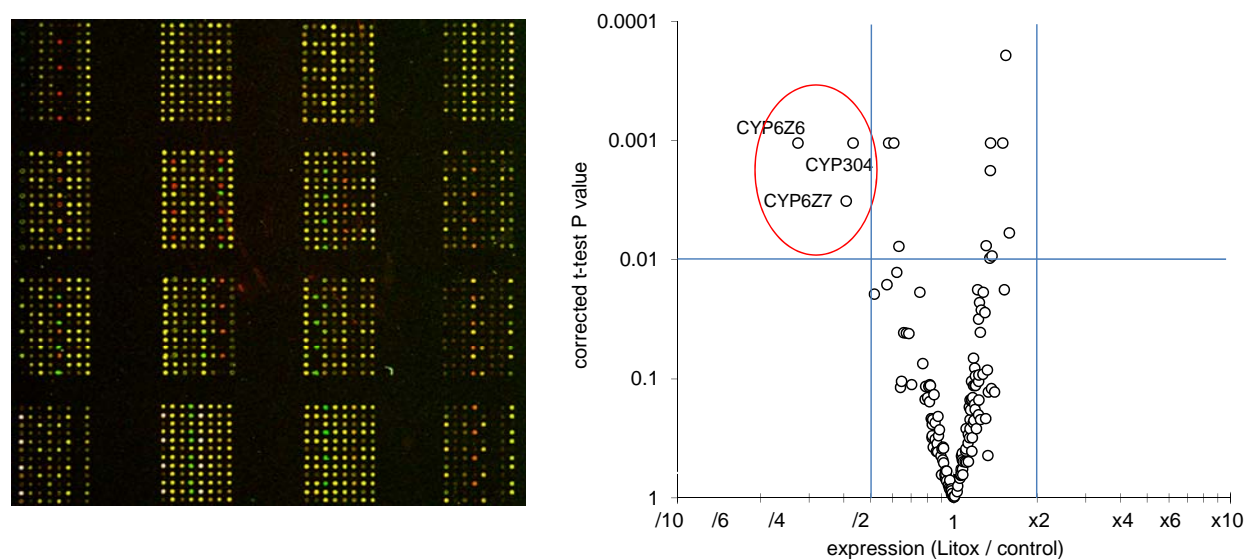 0.0001
0.001
0.01
0.1
1
corrected t-test P value
CYP6Z6
CYP304
CYP6Z7
/10 /6 /4 /2 1 x2 x4 x6 x10
expression (Litox / control)